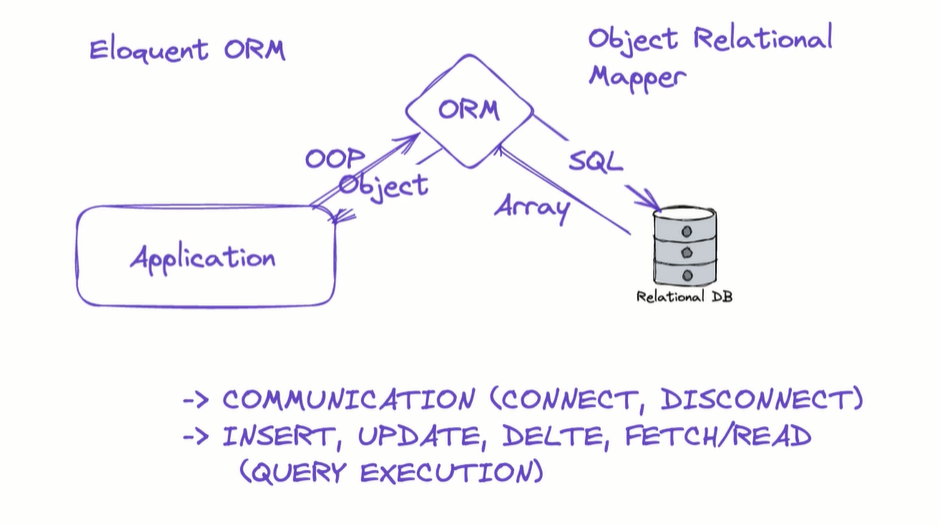 Eloquent ORM
Object Relational
Mapper
ORM
OOP
Object
SQL
Array
Application
Relational DB
-> COMMUNICATION (CONNECT, DISCONNECT)
-> INSERT, UPDATE, DELTE, FETCH/READ
(QUERY EXECUTION)